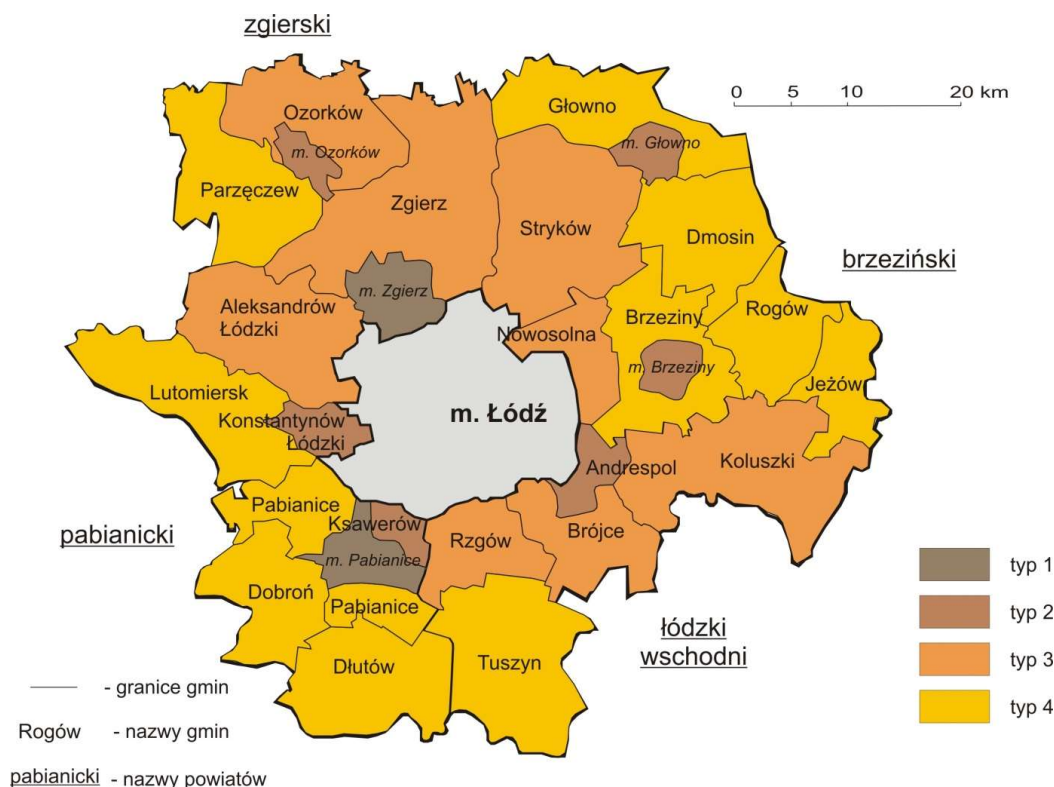 zgierski
0 5 10 20 km
Głowno
Ozorków
m. Ozorków
m. Głowno
Parzęczew
Zgierz
Stryków
Dmosin
brzeziński
m. Zgierz
Aleksandrów
Łódzki
Nowosolna
Brzeziny
Rogów
m. Brzeziny
Jeżów
Lutomiersk
Konstantynów
Łódzki
m. Łódź
Andrespol
Koluszki
Pabianice
Ksawerów
pabianicki
m. Pabianice
Rzgów
Brójce
Dobroń
Pabianice
łódzki
wschodni
Dłutów
Tuszyn
typ 1
typ 2
typ 3
typ 4
- granice gmin
Rogów - nazwy gmin
pabianicki - nazwy powiatów